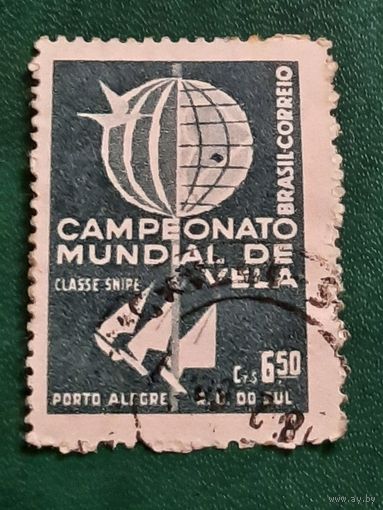 BRASIL-CORREIO
CAMPEONATO
MUNDIAL DE
VELA
CLASSE SNIPE
Cr$ 6,50
PORTO ALEGRE R. G. DO SUL
www.ay.by